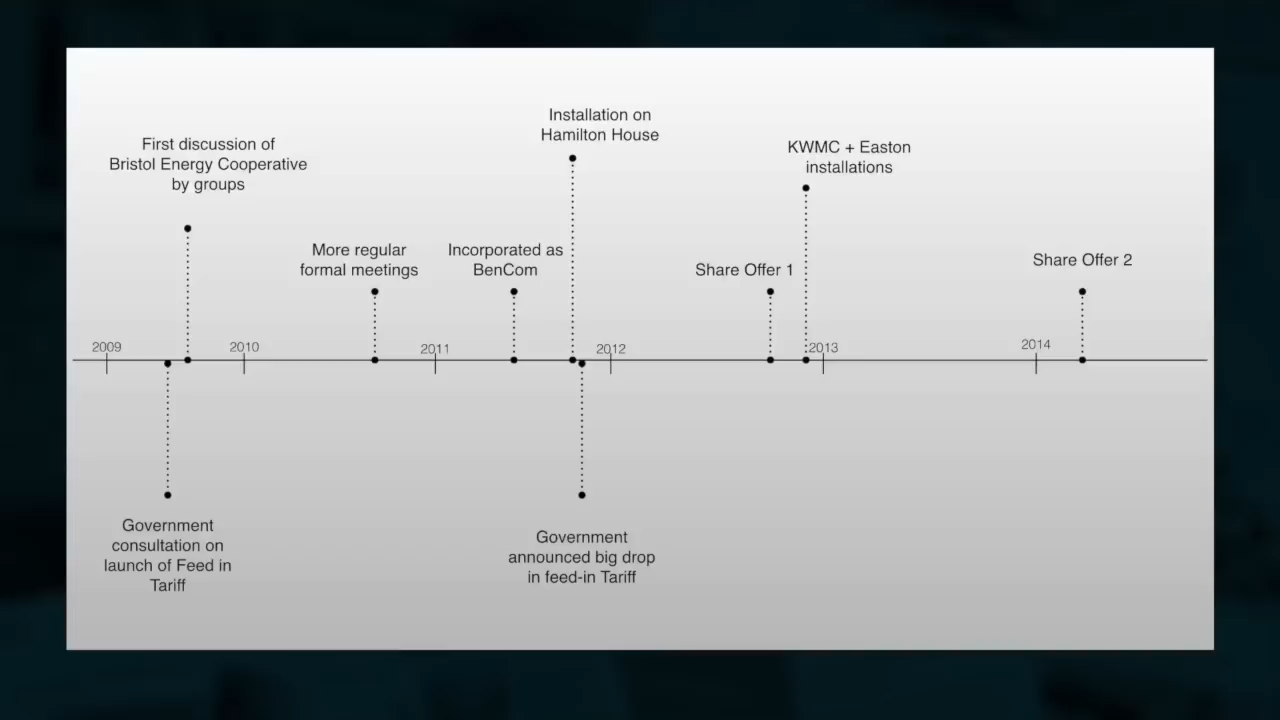 Installation on
Hamilton House
First discussion of
Bristol Energy Cooperative
by groups
KWMC + Easton
installations
More regular
formal meetings
Incorporated as
BenCom
Share Offer 1
Share Offer 2
2009
2010
2011
2012
2013
2014
Government
consultation on
launch of Feed in
Tariff
Government
announced big drop
in feed-in Tariff